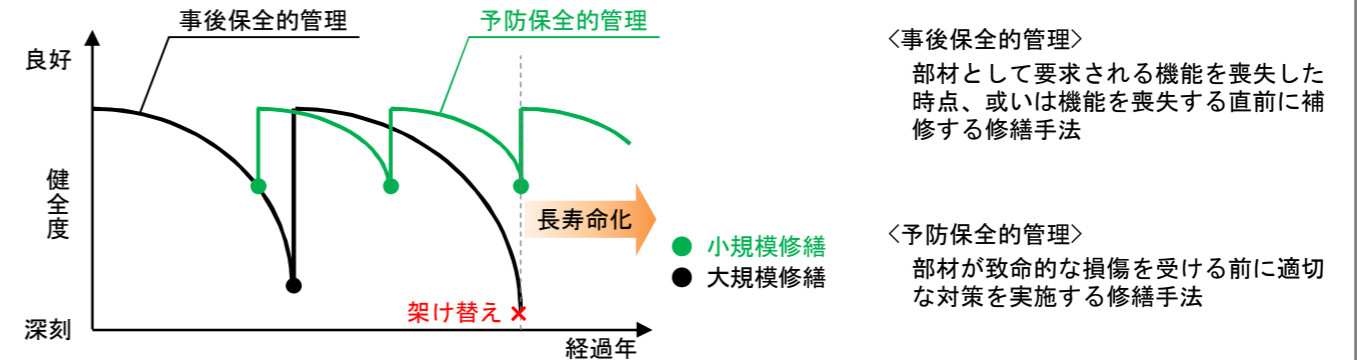 事後保全的管理
予防保全的管理
良好
健全度
深刻
経過年
長寿命化
架け替え
小規模修繕
大規模修繕
〈事後保全的管理〉
部材として要求される機能を喪失した
時点、或いは機能を喪失する直前に補
修する修繕手法
〈予防保全的管理〉
部材が致命的な損傷を受ける前に適切
な対策を実施する修繕手法